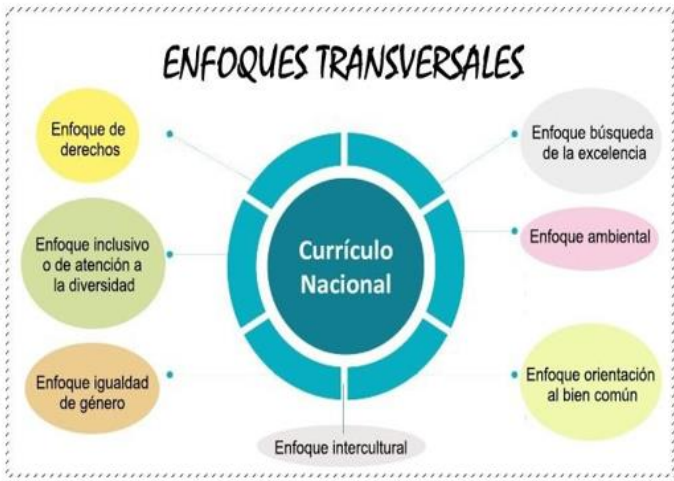 ENFOQUES TRANSVERSALES
Enfoque de
derechos
Enfoque inclusivo
o de atención a
la diversidad
Enfoque igualdad
de género
Currículo
Nacional
Enfoque intercultural
Enfoque búsqueda
de la excelencia
Enfoque ambiental
Enfoque orientación
al bien común